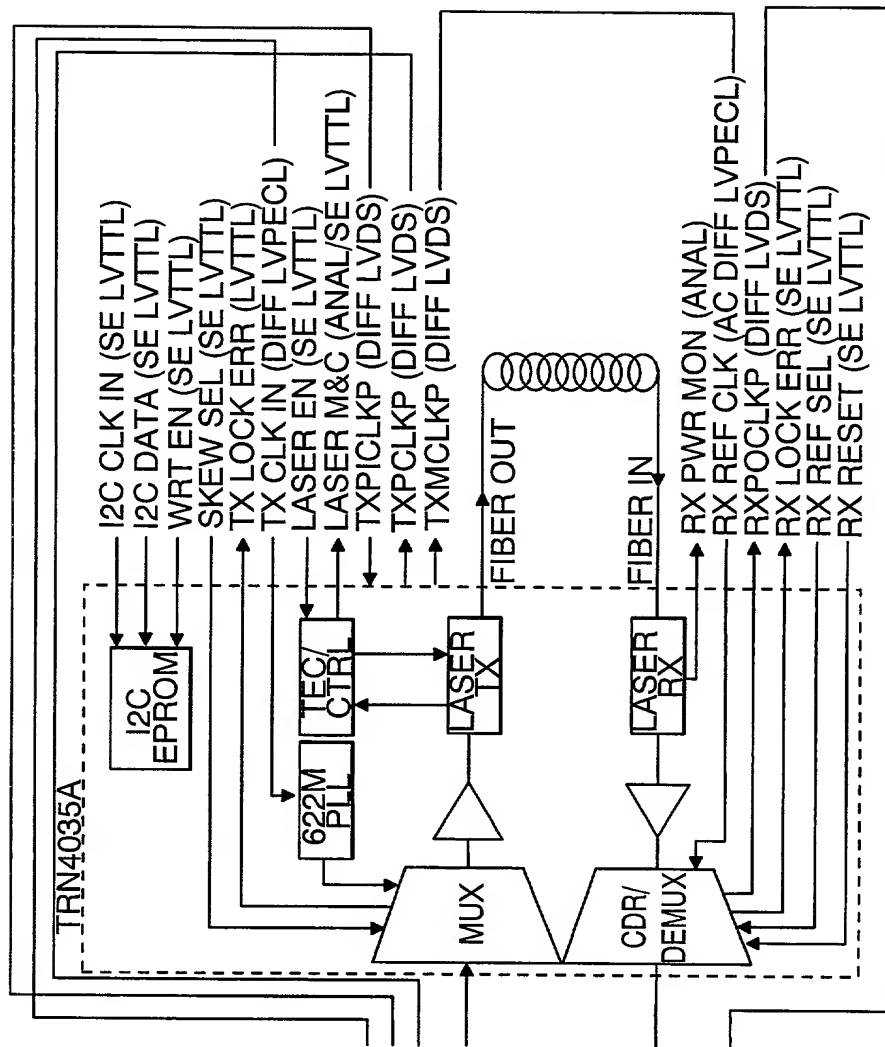 TRN4035A
I2C
EPROM
622M
PLL
TEC/
CTRL
MUX
LASER
TX
CDR/
DEMUX
LASER
RX
FIBER OUT
FIBER IN
I2C CLK IN (SE LVTTL)
I2C DATA (SE LVTTL)
WRT EN (SE LVTTL)
SKEW SEL (SE LVTTL)
TX LOCK ERR (LVTTL)
TX CLK IN (DIFF LVPECL)
LASER EN (SE LVTTL)
LASER M&C (ANAL/SE LVTTL)
TXPICLKP (DIFF LVDS)
TXPCLKP (DIFF LVDS)
TXMCLKP (DIFF LVDS)
RX PWR MON (ANAL)
RX REF CLK (AC DIFF LVPECL)
RXPOCLKP (DIFF LVDS)
RX LOCK ERR (SE LVTTL)
RX REF SEL (SE LVTTL)
RX RESET (SE LVTTL)